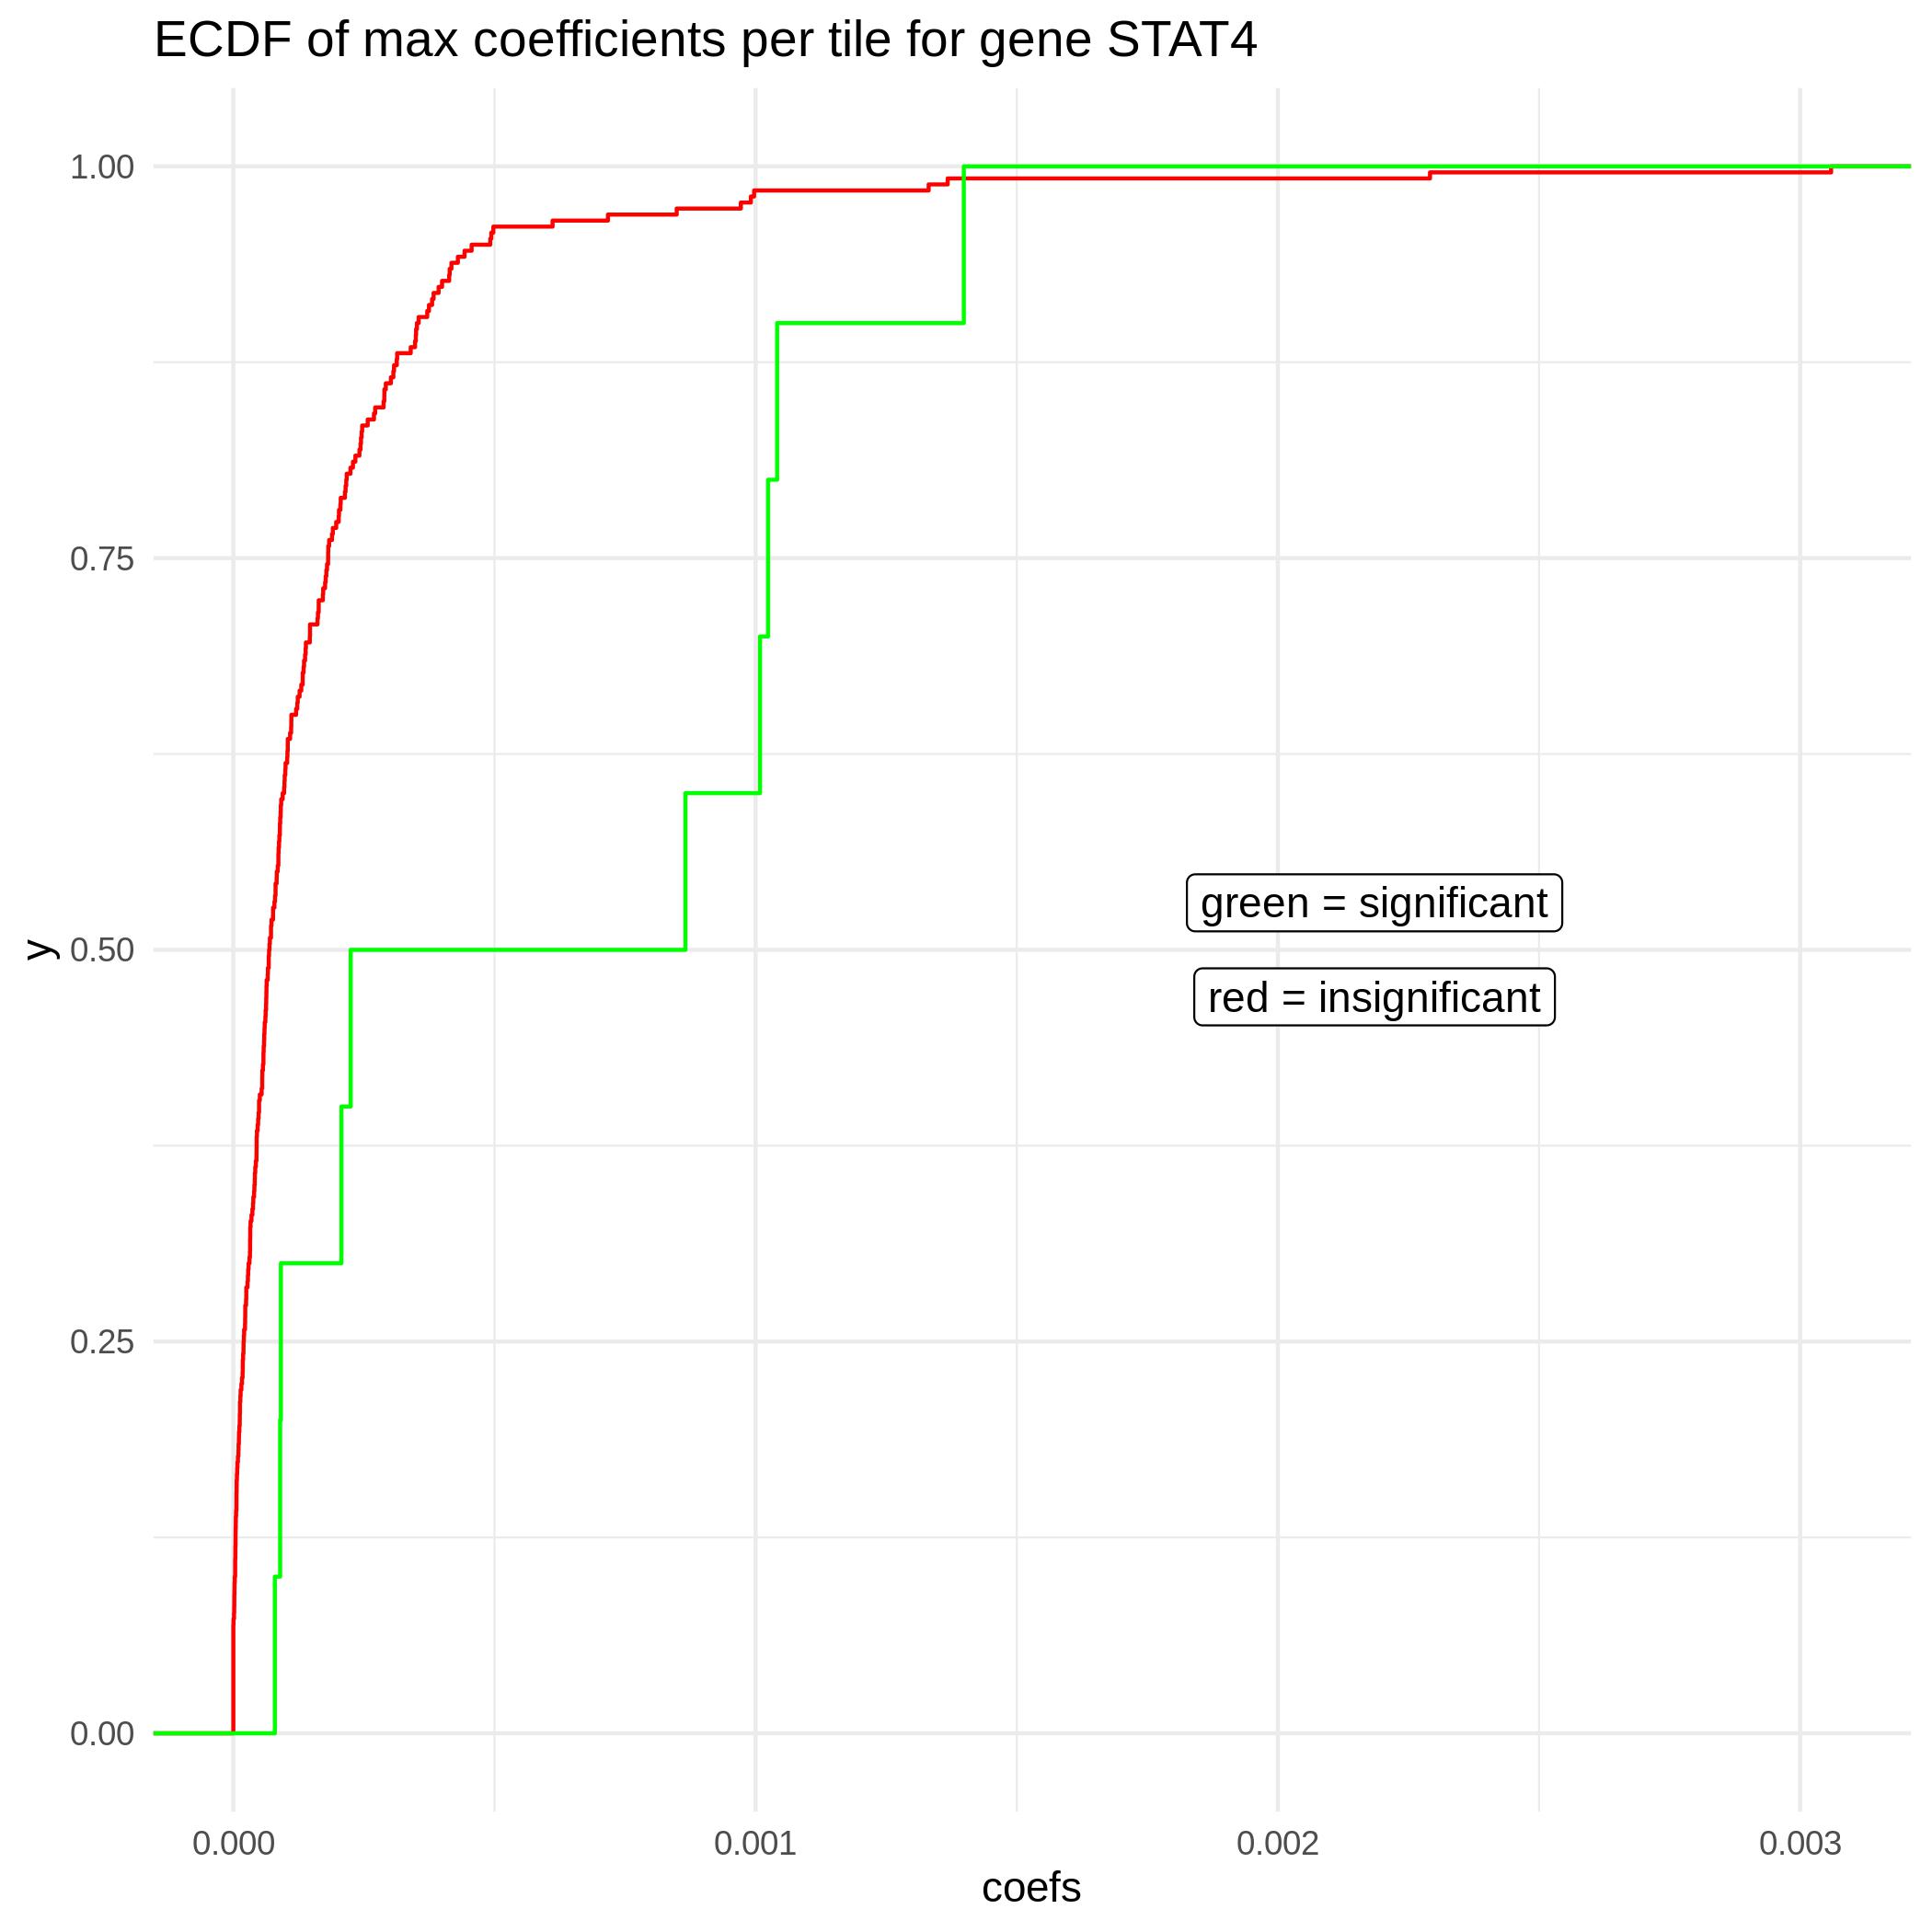 ECDF of max coefficients per tile for gene STAT4
1.00
0.75
0.50
0.25
0.00
y
green = significant
red = insignificant
0.000 0.001 0.002 0.003
coefs